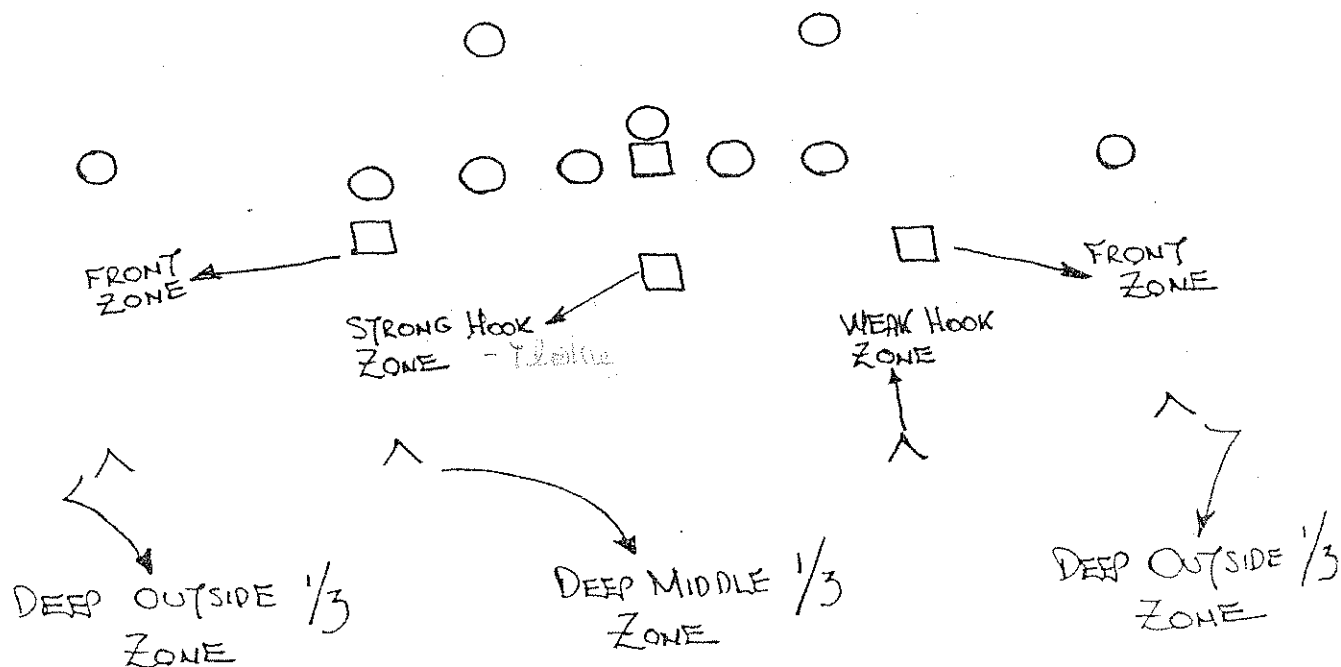 FRONT
ZONE
FRONT
ZONE
STRONG HOOK
ZONE -
WEAK HOOK
ZONE
DEEP OUTSIDE 1/3
ZONE
DEEP MIDDLE 1/3
ZONE
DEEP OUTSIDE 1/3
ZONE